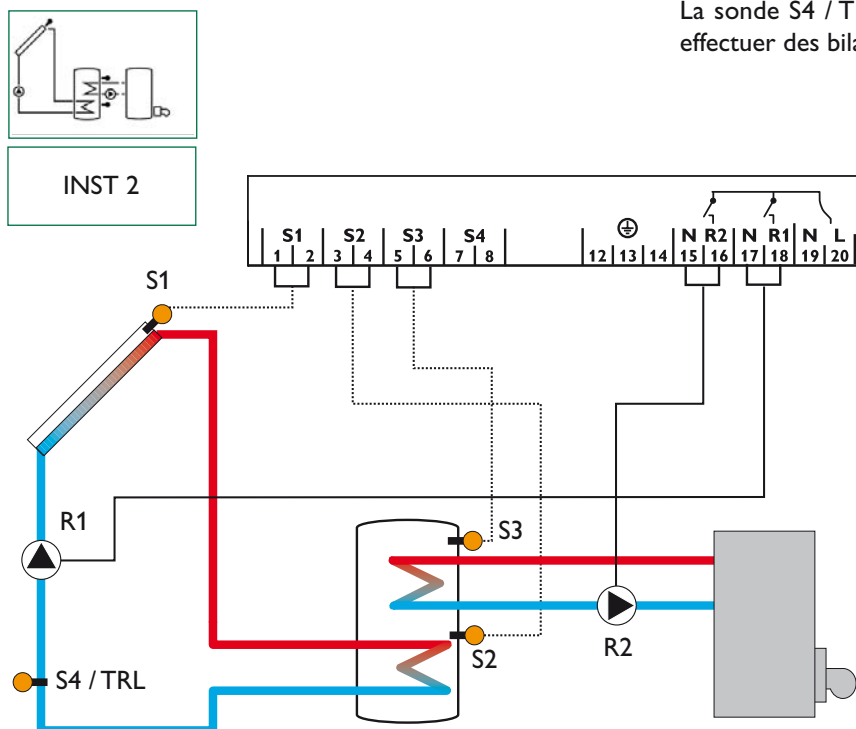 La sonde S4 / T
effectuer des bila
INST 2
S1 S2 S3 S4 N R2 N R1 N L
1 2 3 4 5 6 7 8 12 13 14 15 16 17 18 19 20
S1
R1
S3
S2
R2
S4 / TRL